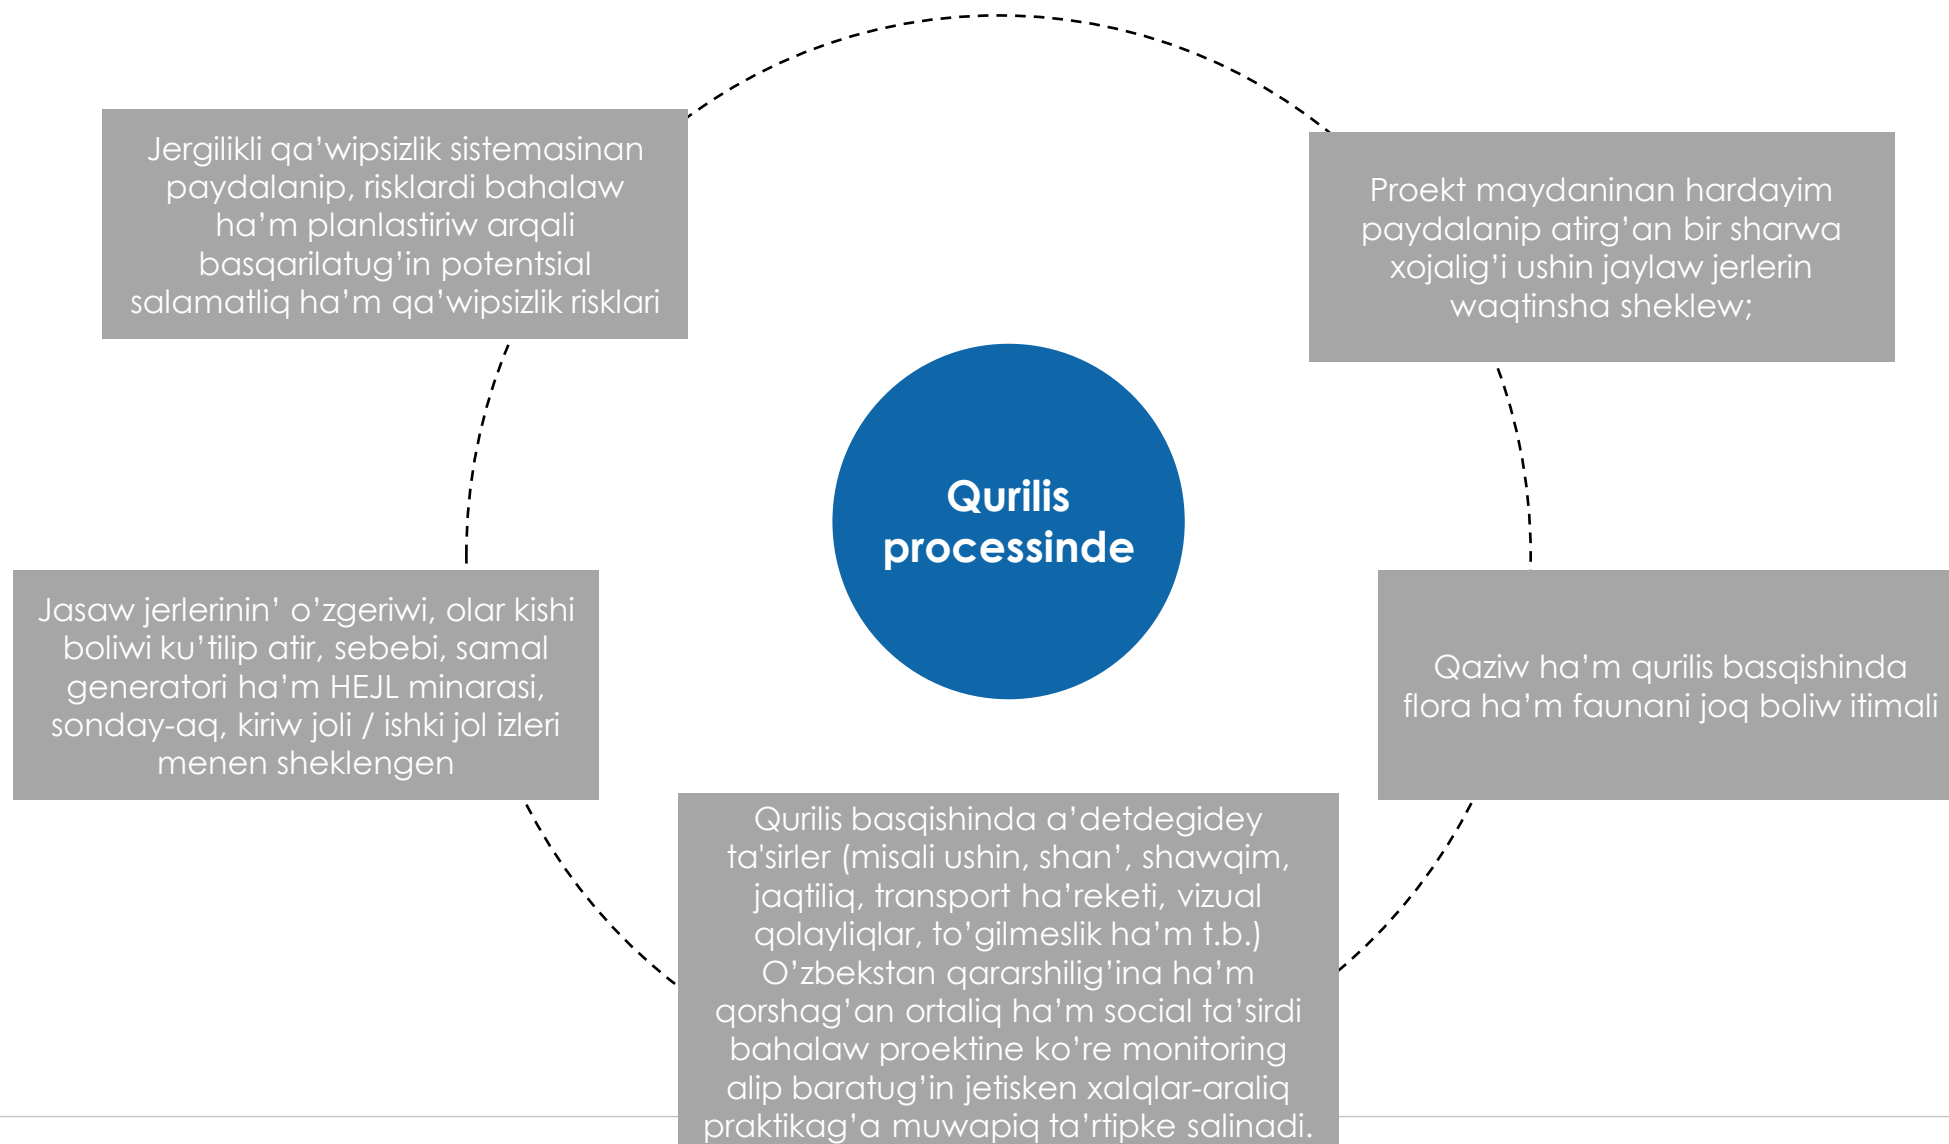 Jergilikli qa’wipsizlik sistemasinan
paydalanip, risklardi bahalaw
ha’m planlastiriw arqali
basqarilatug’in potentsial
salamatliq ha’m qa’wipsizlik risklari
Proekt maydaninan hardayim
paydalanip atirg’an bir sharwa
xojalig’i ushin jaylaw jerlerin
waqtinsha sheklew;
Qurilis
processinde
Jasaw jerlerinin’ o’zgeriwi, olar kishi
boliwi ku’tilip atir, sebebi, samal
generatori ha’m HEJL minarasi,
sonday-aq, kiriw joli / ishki jol izleri
menen sheklengen
Qaziw ha’m qurilis basqishinda
flora ha’m faunani joq boliw itimali
Qurilis basqishinda a’detdegidey
ta'sirler (misali ushin, shan’, shawqim,
jaqtiliq, transport ha’reketi, vizual
qolayliqlar, to’gilmeslik ha’m t.b.)
O’zbekstan qararshilig’ina ha’m
qorshag’an ortaliq ha’m social ta’sirdi
bahalaw proektine ko’re monitoring
alip baratug’in jetisken xalqlar-araliq
praktikag’a muwapiq ta’rtipke salinadi.